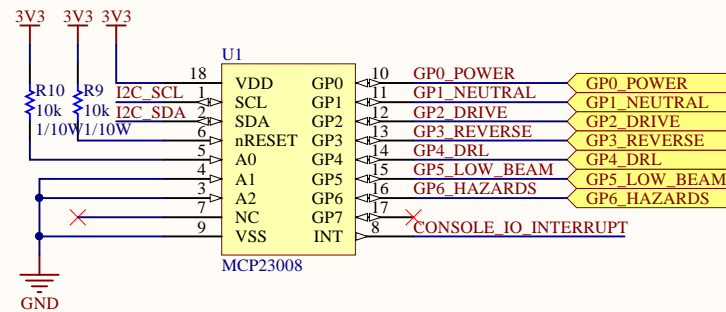 3V3 3V3 3V3
U1
R10
10k
1/10W
R9
10k
1/10W
I2C_SCL
I2C_SDA
18 VDD GP0 10 GP0_POWER GP0_POWER
1 SCL GP1 11 GP1_NEUTRAL GP1_NEUTRAL
2 SDA GP2 12 GP2_DRIVE GP2_DRIVE
6 nRESET GP3 13 GP3_REVERSE GP3_REVERSE
5 A0 GP4 14 GP4_DRL GP4_DRL
4 A1 GP5 15 GP5_LOW_BEAM GP5_LOW_BEAM
3 A2 GP6 16 GP6_HAZARDS GP6_HAZARDS
7 NC GP7 17
9 VSS INT 8 CONSOLE_IO_INTERRUPT
MCP23008
GND